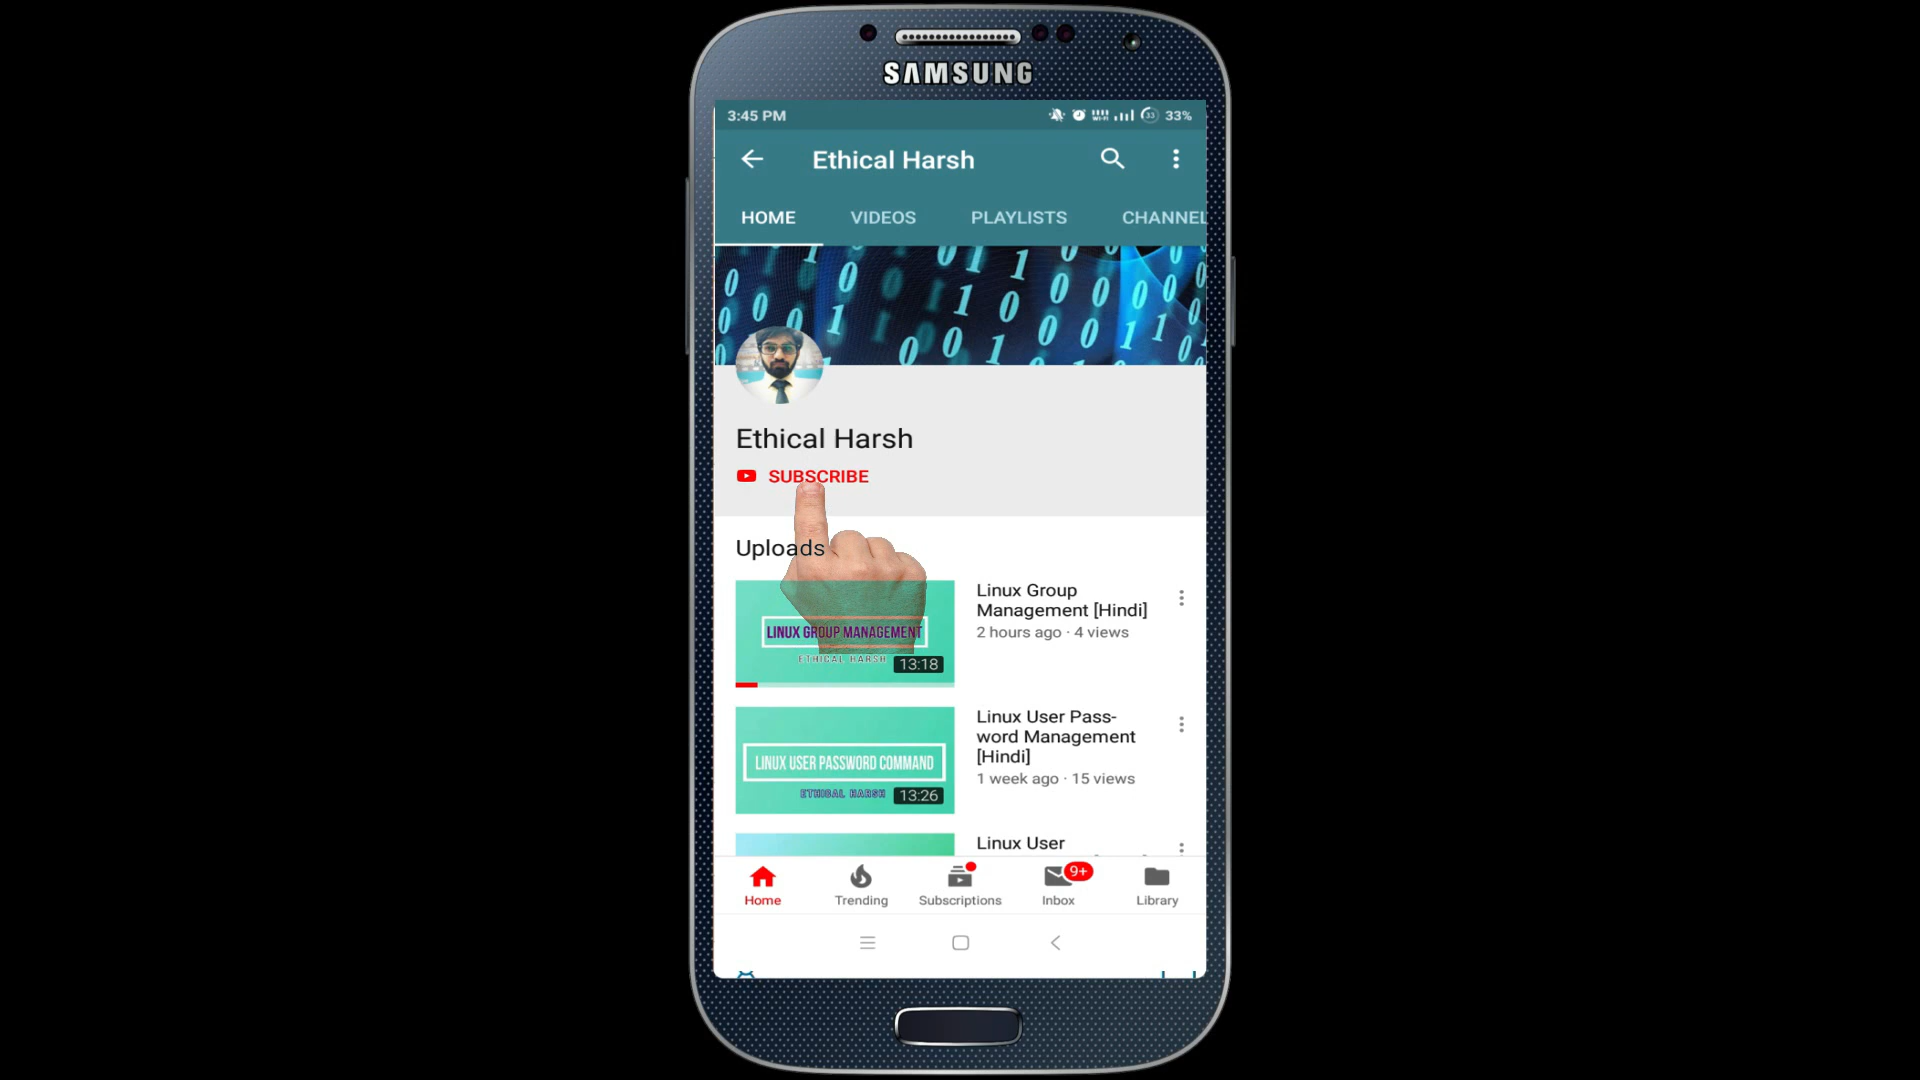 SAMSUNG
3:45 PM
33
33%
Ethical Harsh
HOME VIDEOS PLAYLISTS CHANNEL
Ethical Harsh
SUBSCRIBE
Uploads
LINUX GROUP MANAGEMENT
ETHICAL HARSH
13:18
Linux Group
Management [Hindi]
2 hours ago · 4 views
LINUX USER PASSWORD COMMAND
ETHICAL HARSH
13:26
Linux User Pass-
word Management
[Hindi]
1 week ago · 15 views
Linux User
9+
Home Trending Subscriptions Inbox Library